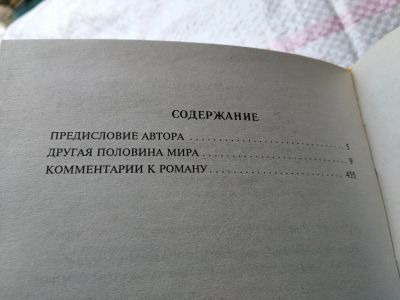 СОДЕРЖАНИЕ
ПРЕДИСЛОВИЕ АВТОРА . . . . . . . . . . . . . . . . . . . . . . . . 5
ДРУГАЯ ПОЛОВИНА МИРА . . . . . . . . . . . . . . . . . . . . . . 9
КОММЕНТАРИИ К РОМАНУ . . . . . . . . . . . . . . . . . . . . . 455